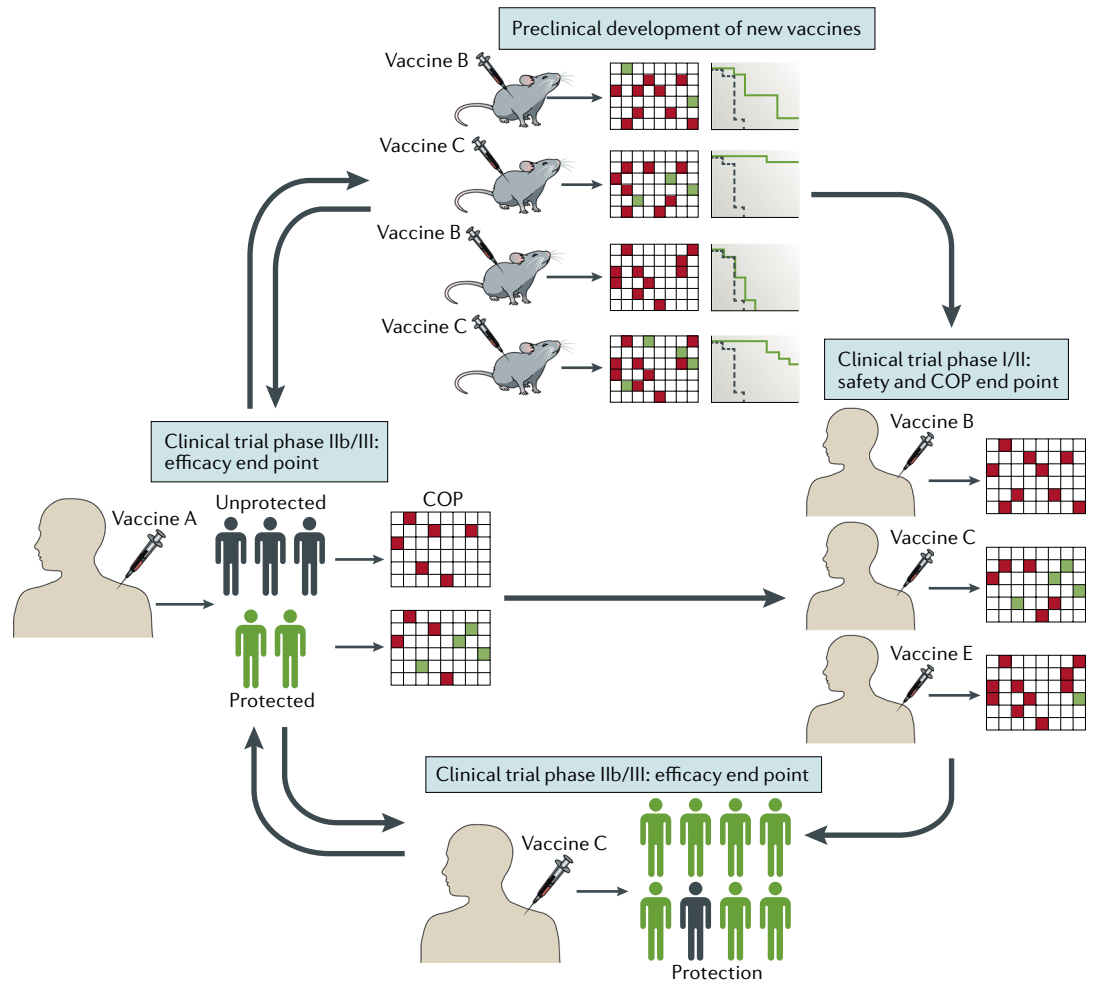 Preclinical development of new vaccines
Vaccine B
Vaccine C
Vaccine B
Vaccine C
Clinical trial phase I/II:
safety and COP end point
Vaccine B
Vaccine C
Vaccine E
Clinical trial phase IIb/III:
efficacy end point
Vaccine A
Unprotected
COP
Protected
Clinical trial phase IIb/III: efficacy end point
Vaccine C
Protection